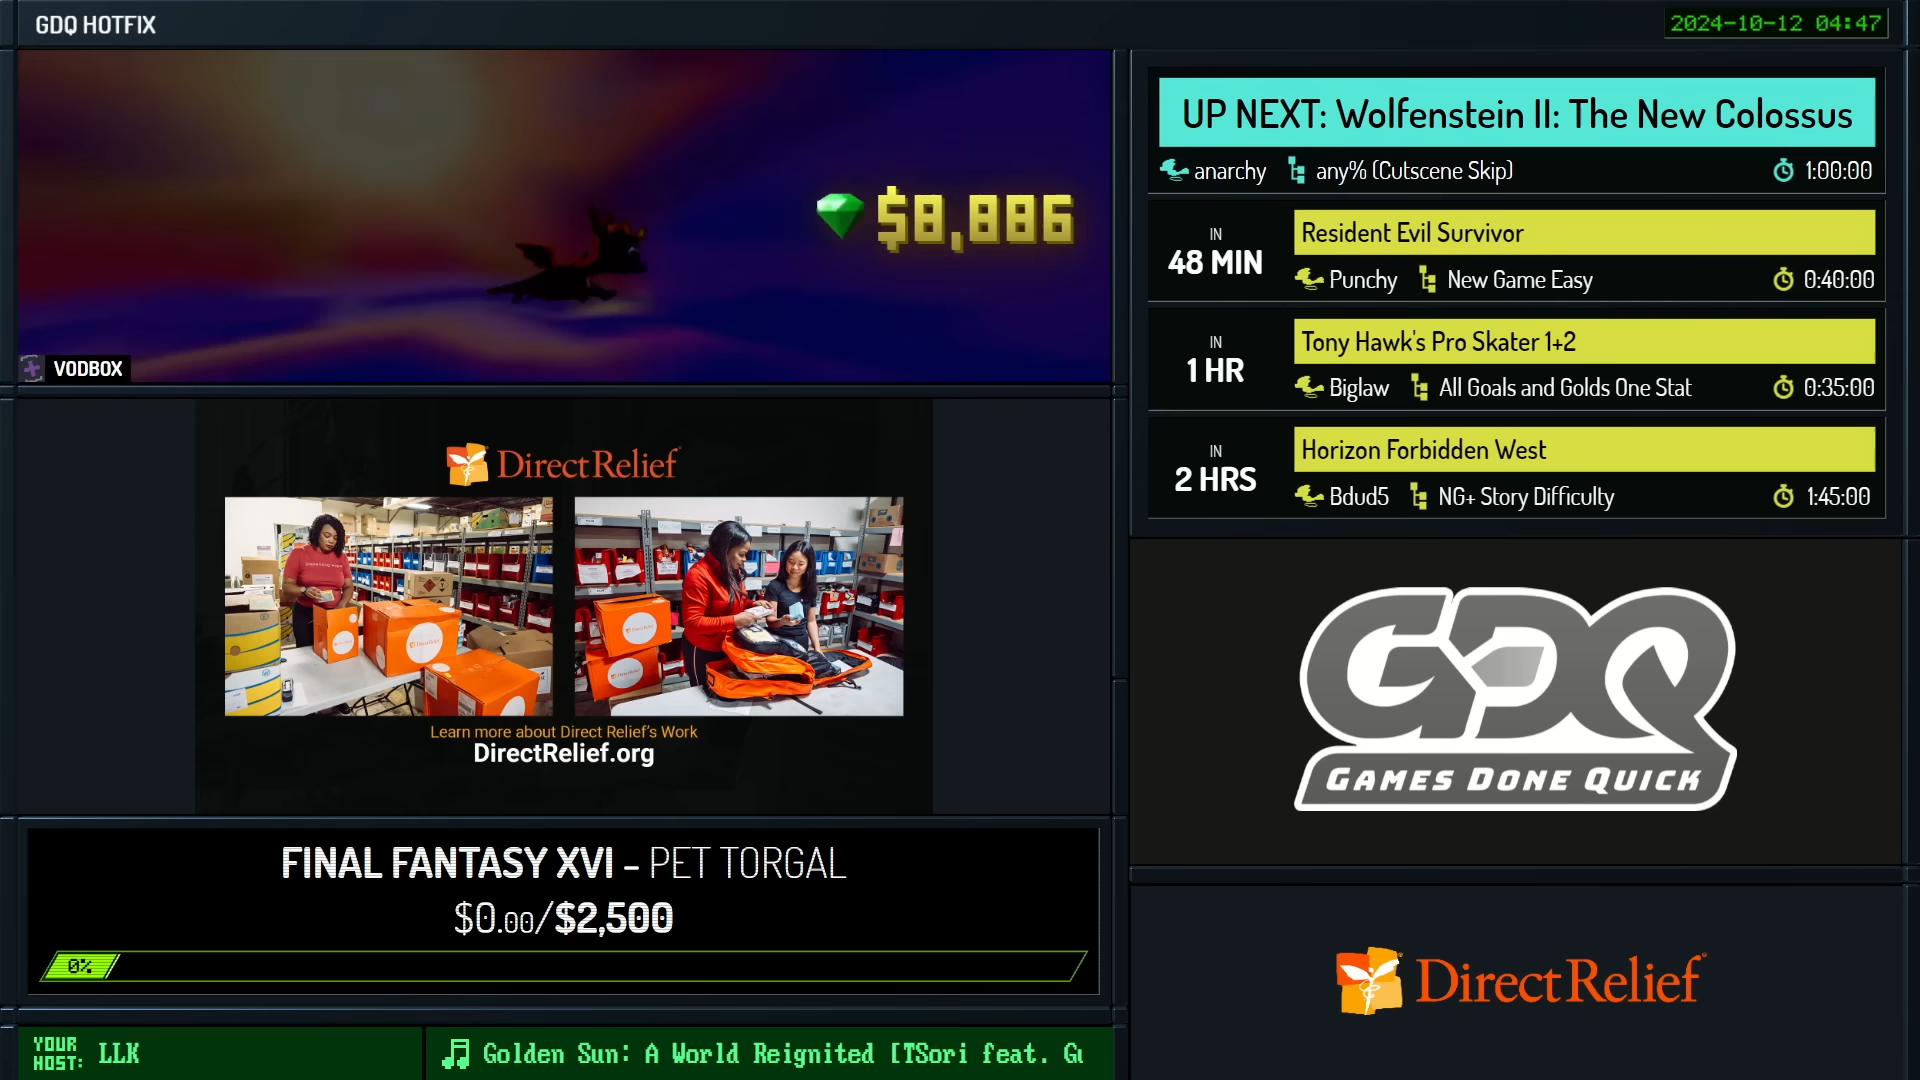 GDQ HOTFIX
2024-10-12 04:47
$8,886
VODBOX
UP NEXT: Wolfenstein II: The New Colossus
anarchy any% (Cutscene Skip) 1:00:00
IN
48 MIN
Resident Evil Survivor
Punchy New Game Easy 0:40:00
IN
1 HR
Tony Hawk's Pro Skater 1+2
Biglaw All Goals and Golds One Stat 0:35:00
IN
2 HRS
Horizon Forbidden West
Bdud5 NG+ Story Difficulty 1:45:00
DirectRelief
Learn more about Direct Relief's Work
DirectRelief.org
GDQ
GAMES DONE QUICK
FINAL FANTASY XVI - PET TORGAL
$0.00/$2,500
0%
DirectRelief
YOUR
HOST: LLK
Golden Sun: A World Reignited [TSori feat. Gu